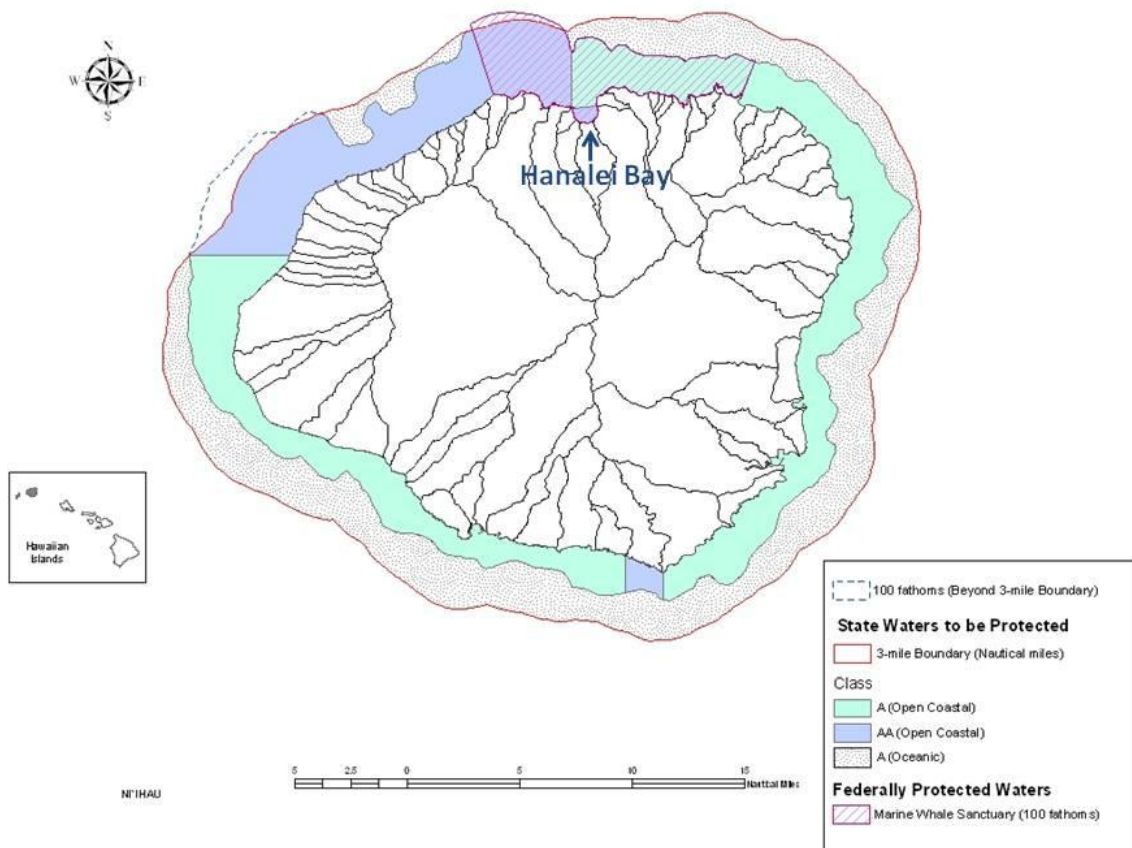 N
W E
S
Hanalei Bay
Hawaiian
Islands
100 fathoms (Beyond 3-mile Boundary)
State Waters to be Protected
3-mile Boundary (Nautical miles)
Class
A (Open Coastal)
AA (Open Coastal)
A (Oceanic)
Federally Protected Waters
Marine Whale Sanctuary (100 fathoms)
5 2.5 0 5 10 15
Nautical Miles
NI'IHAU